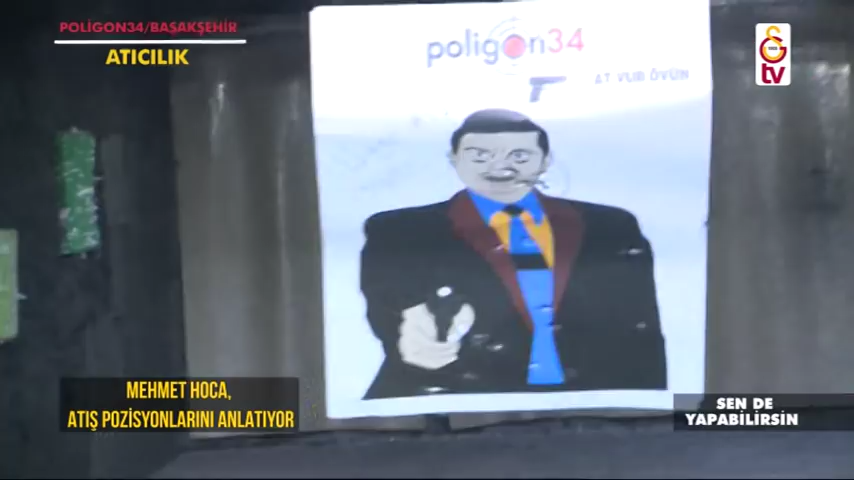 POLİGON34/BAŞAKŞEHİR
ATICILIK
tv
poligon34
AT VUR ÖVÜN
MEHMET HOCA,
ATIŞ POZİSYONLARINI ANLATIYOR
SEN DE
YAPABİLİRSİN